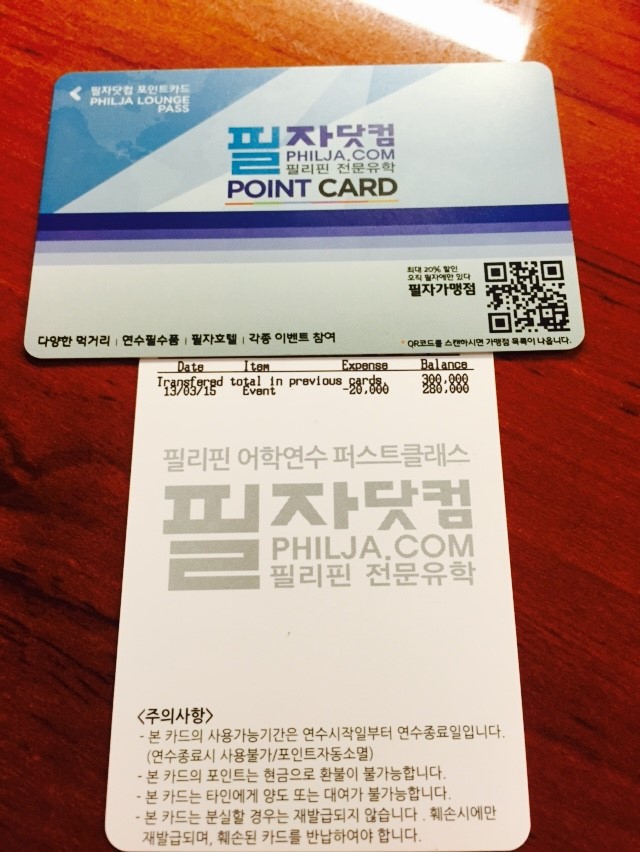 필자닷컴 포인트카드
PHILJA LOUNGE
PASS
필자닷컴
PHILJA.COM
필리핀 전문유학
POINT CARD
최대 20% 할인
오직 필자에만 있다
필자가맹점
다양한 먹거리 | 연수필수품 | 필자호텔 | 각종 이벤트 참여
* QR코드를 스캔하시면 가맹점 목록이 나옵니다.
Date Item Expense Balance
Transfered total in previous cards. 300,000
13/03/15 Event -20,000 280,000
필리핀 어학연수 퍼스트클래스
필자닷컴
PHILJA.COM
필리핀 전문유학
<주의사항>
- 본 카드의 사용가능기간은 연수시작일부터 연수종료일입니다.
(연수종료시 사용불가/포인트자동소멸)
- 본 카드의 포인트는 현금으로 환불이 불가능합니다.
- 본 카드는 타인에게 양도 또는 대여가 불가능합니다.
- 본 카드는 분실할 경우는 재발급되지 않습니다 . 훼손시에만
재발급되며, 훼손된 카드를 반납하여야 합니다.